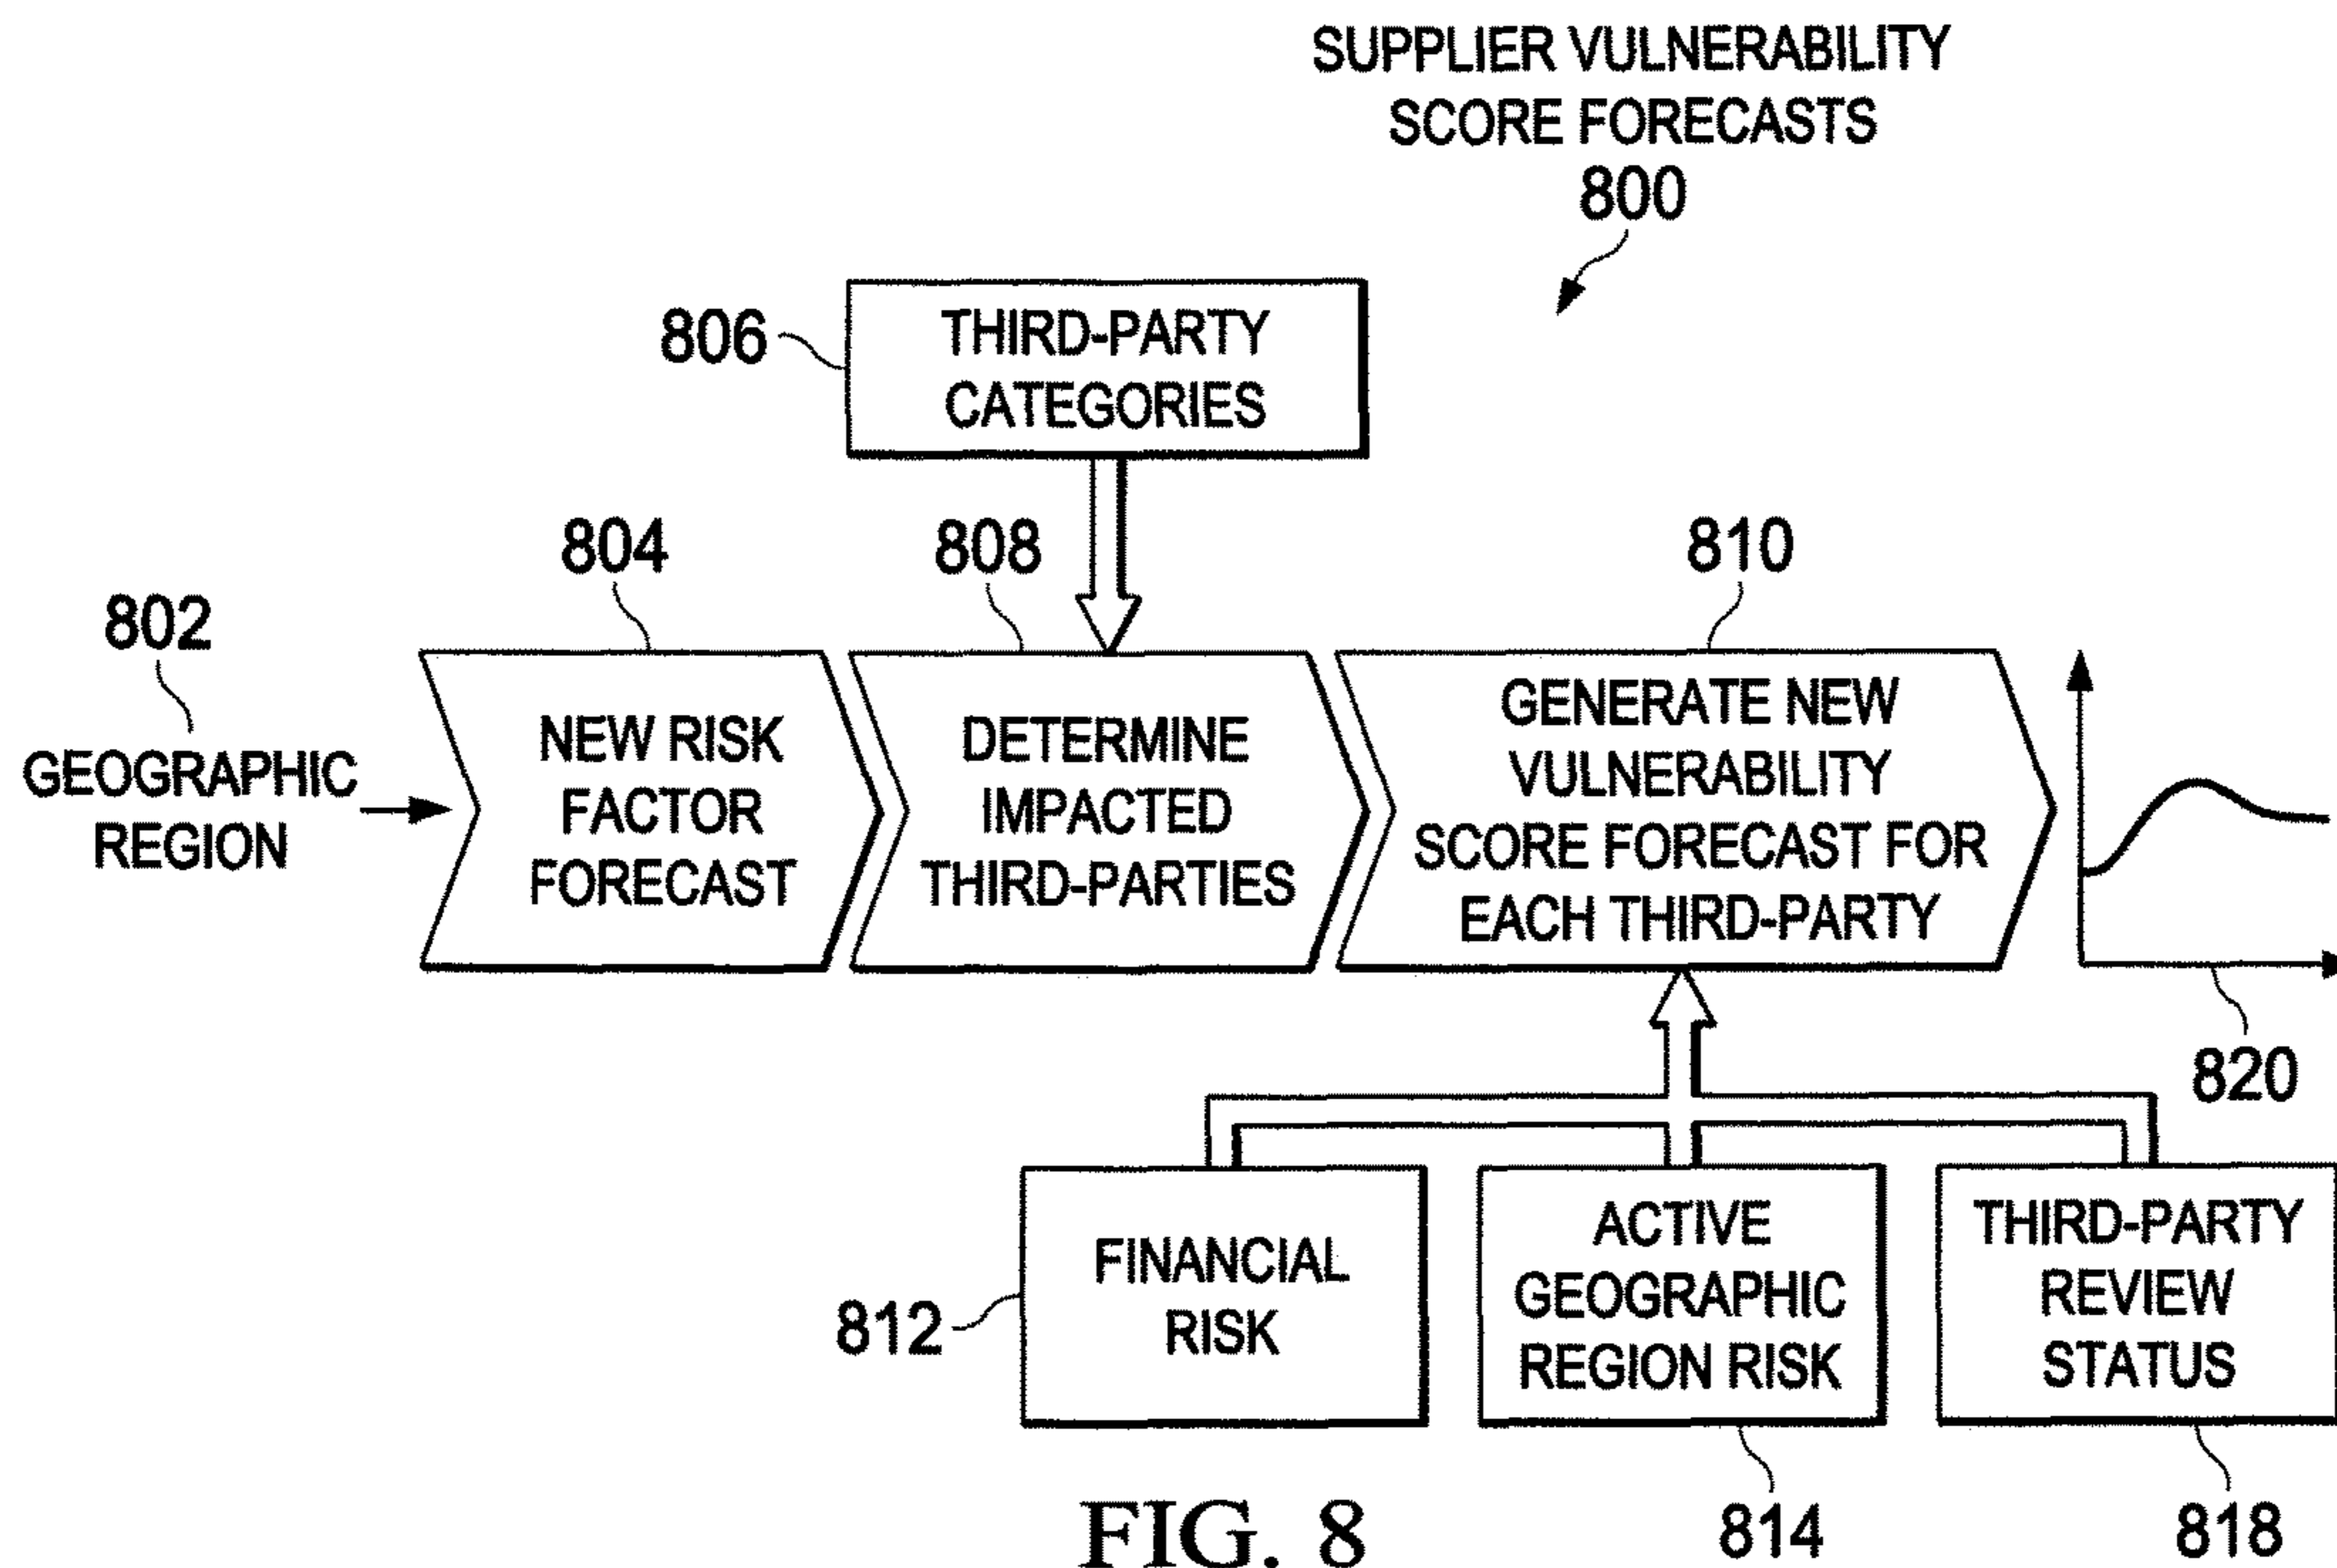 SUPPLIER VULNERABILITY
SCORE FORECASTS
800
806
THIRD-PARTY
CATEGORIES
804
808
810
802
GEOGRAPHIC
REGION
NEW RISK
FACTOR
FORECAST
DETERMINE
IMPACTED
THIRD-PARTIES
GENERATE NEW
VULNERABILITY
SCORE FORECAST FOR
EACH THIRD-PARTY
820
812
FINANCIAL
RISK
ACTIVE
GEOGRAPHIC
REGION RISK
THIRD-PARTY
REVIEW
STATUS
814
818
FIG. 8